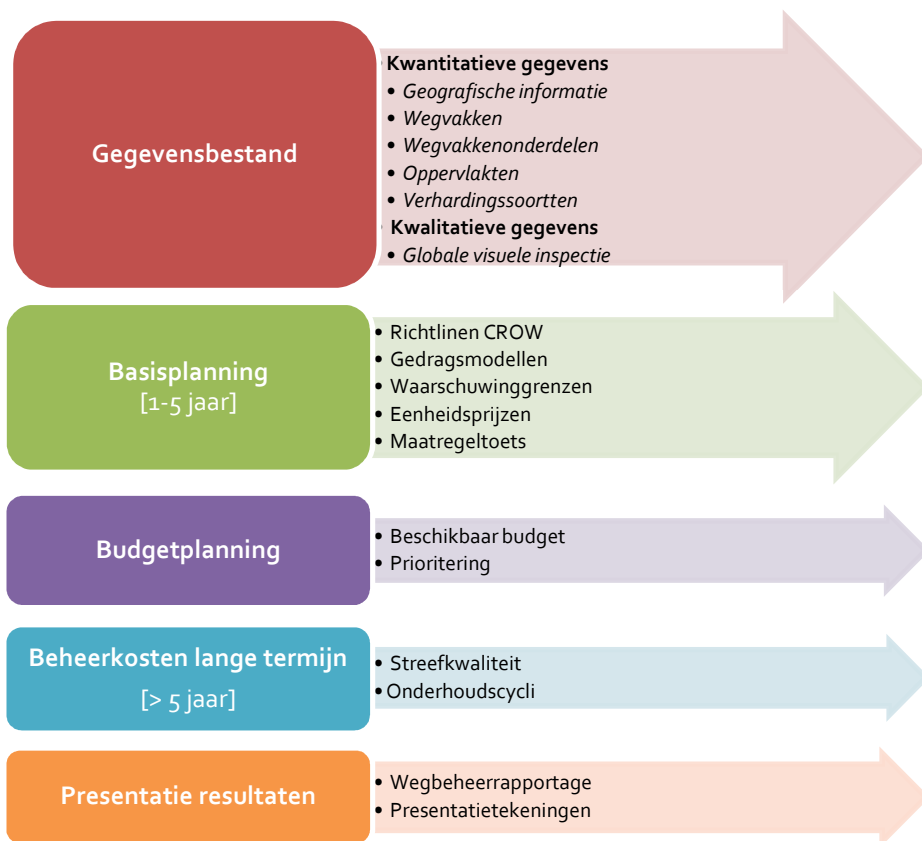 Gegevensbestand
• Kwantitatieve gegevens
• Geografische informatie
• Wegvakken
• Wegvakkenonderdelen
• Oppervlakten
• Verhardingssoortten
• Kwalitatieve gegevens
• Globale visuele inspectie
Basisplanning
[1-5 jaar]
• Richtlinen CROW
• Gedragsmodellen
• Waarschuwinggrenzen
• Eenheidsprijzen
• Maatregeltoets
Budgetplanning
• Beschikbaar budget
• Prioritering
Beheerkosten lange termijn
[> 5 jaar]
• Streefkwaliteit
• Onderhoudscycli
Presentatie resultaten
• Wegbeheerrapportage
• Presentatietekeningen